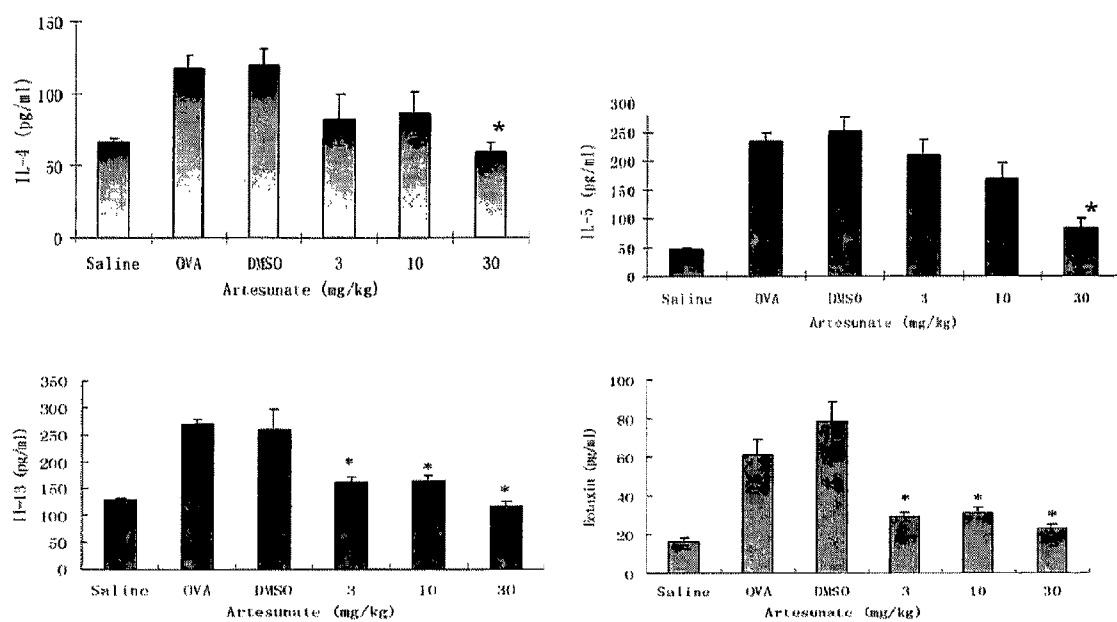 150
100
50
0
IL-4 (pg/ml)
*
Saline OVA DMSO 3 10 30
Artesunate (mg/kg)
300
250
200
150
100
50
0
IL-5 (pg/ml)
*
Saline OVA DMSO 3 10 30
Artesunate (mg/kg)
350
300
250
200
150
100
50
0
IL-13 (pg/ml)
* * *
Saline OVA DMSO 3 10 30
Artesunate (mg/kg)
100
80
60
40
20
0
Eotaxin (pg/ml)
* * *
Saline OVA DMSO 3 10 30
Artesunate (mg/kg)